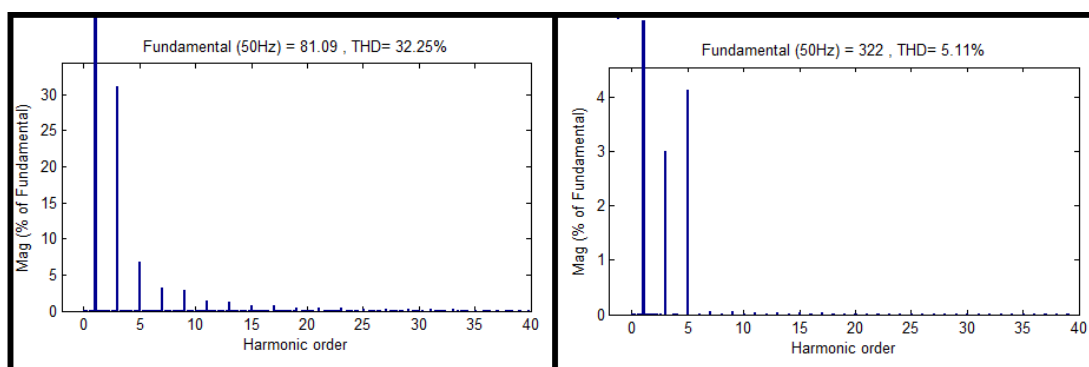 Fundamental (50Hz) = 81.09 , THD= 32.25%
Mag (% of Fundamental)
30
25
20
15
10
5
0
0 5 10 15 20 25 30 35 40
Harmonic order
Fundamental (50Hz) = 322 , THD= 5.11%
Mag (% of Fundamental)
4
3
2
1
0
0 5 10 15 20 25 30 35 40
Harmonic order